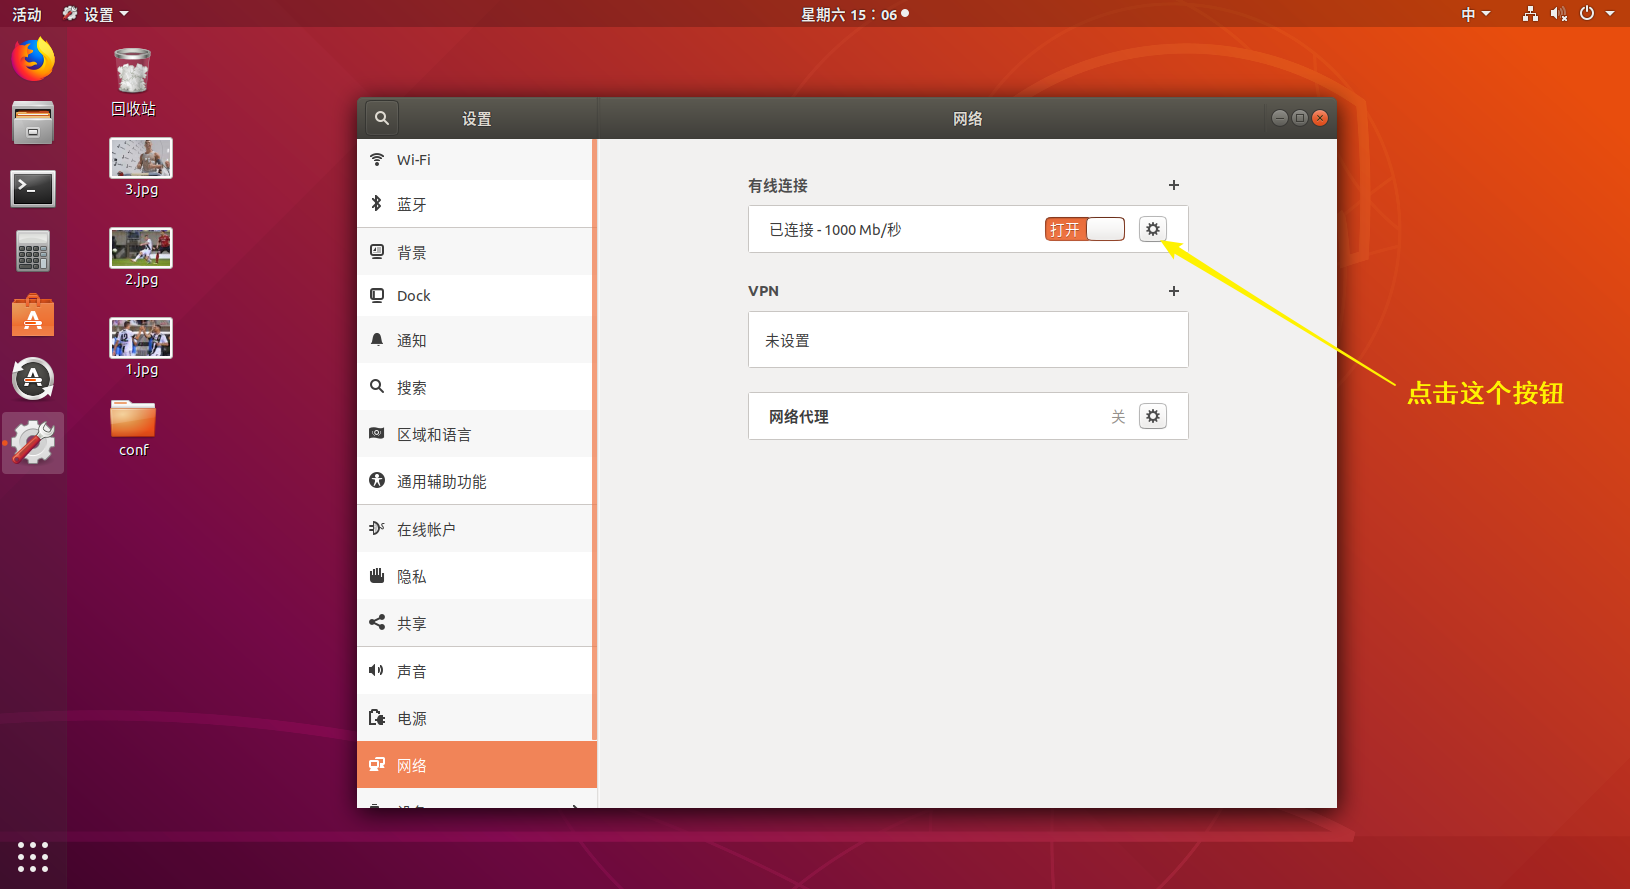 活动 设置 星期六 15：06 中
回收站
3.jpg
2.jpg
1.jpg
conf
设置 网络
Wi-Fi
蓝牙
背景
Dock
通知
搜索
区域和语言
通用辅助功能
在线帐户
隐私
共享
声音
电源
网络
有线连接 +
已连接 - 1000 Mb/秒 打开
VPN +
未设置
网络代理 关
点击这个按钮